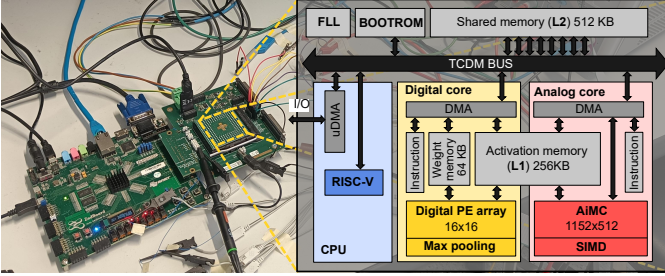 FLL
BOOTROM
Shared memory (L2) 512 KB
TCDM BUS
I/O
uDMA
RISC-V
CPU
Digital core
DMA
Instruction
Weight
memory
64 KB
Digital PE array
16x16
Max pooling
Activation memory
(L1) 256KB
Analog core
DMA
Instruction
AiMC
1152x512
SIMD
ZedBoard